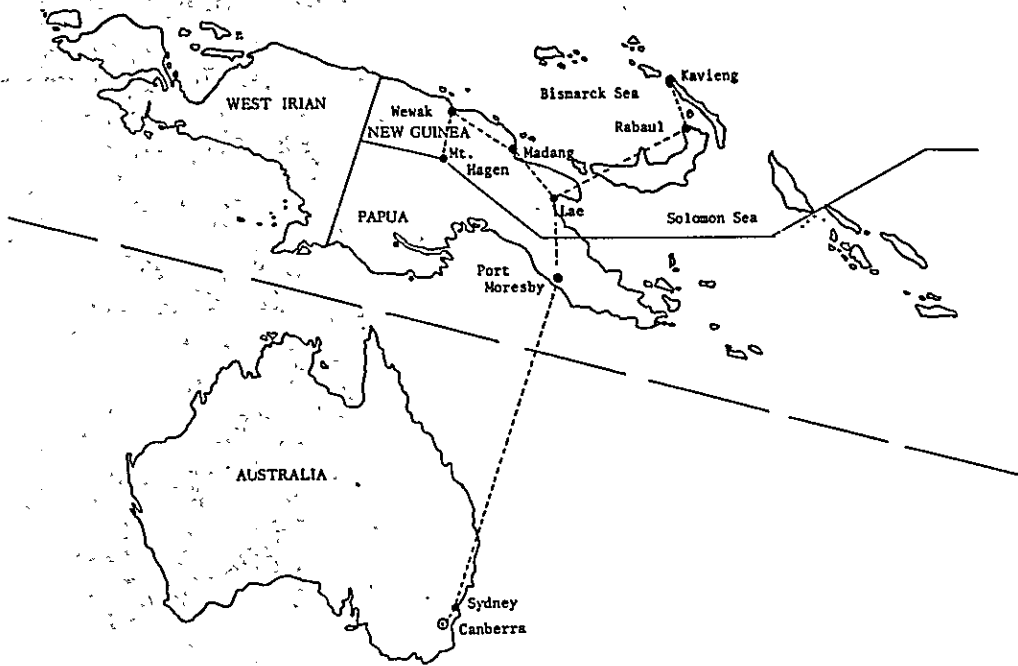 Kavieng
Bismarck Sea
WEST IRIAN
Wewak
Rabaul
NEW GUINEA
Madang
Mt.
Hagen
Lae
PAPUA
Solomon Sea
Port
Moresby
AUSTRALIA
Sydney
Canberra